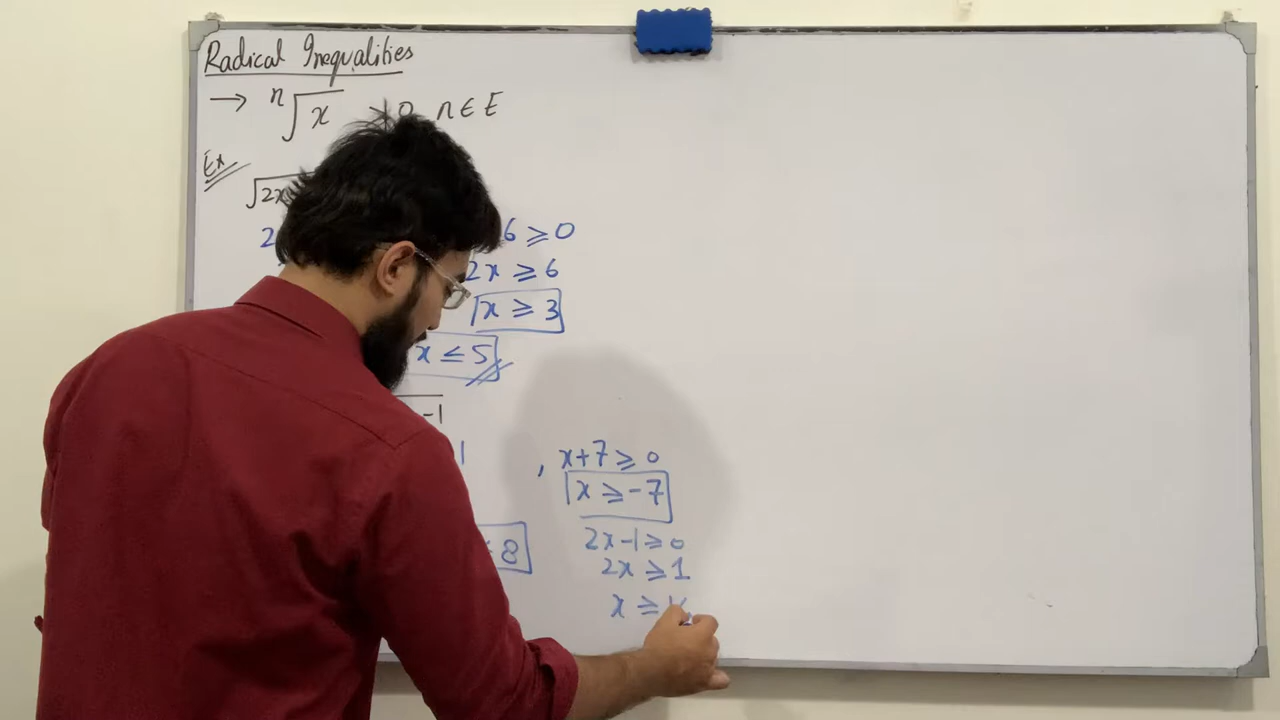 Radical Inequalities
→ ⁿ√x ≥ 0, n ∈ E
Ex
√2x
2
6 ≥ 0
2x ≥ 6
x ≥ 3
x ≤ 5
-1
1
, x+7 ≥ 0
x ≥ -7
8
2x-1 ≥ 0
2x ≥ 1
x ≥